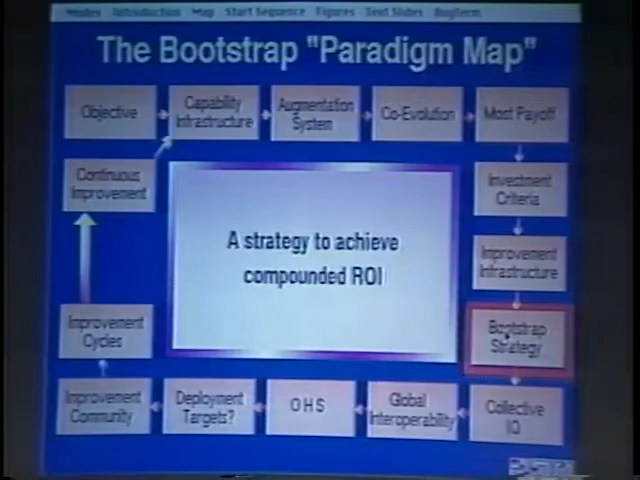 Modes Introduction Map Start Sequence Figures Text Slides AugTerm
The Bootstrap "Paradigm Map"
Objective
Capability
Infrastructure
Augmentation
System
Co-Evolution
Most Payoff
Continuous
Improvement
Investment
Criteria
A strategy to achieve
compounded ROI
Improvement
Infrastructure
Improvement
Cycles
Bootstrap
Strategy
Improvement
Community
Deployment
Targets?
OHS
Global
Interoperability
Collective
IQ